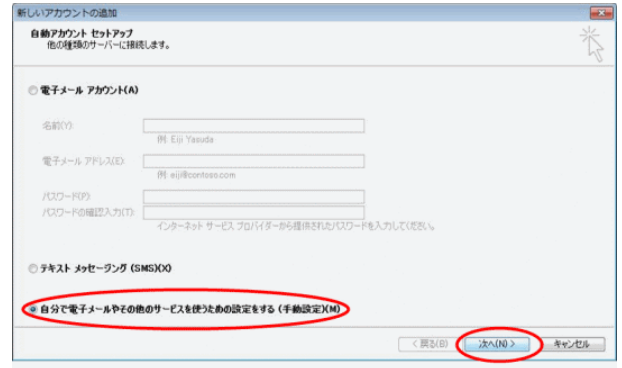 新しいアカウントの追加
自動アカウント セットアップ
他の種類のサーバーに接続します。
電子メール アカウント(A)
名前(Y):
例: Eiji Yasuda
電子メール アドレス(E):
例: eiji@contoso.com
パスワード(P):
パスワードの確認入力(T):
インターネット サービス プロバイダーから提供されたパスワードを入力してください。
テキスト メッセージング (SMS)(X)
自分で電子メールやその他のサービスを使うための設定をする (手動設定)(M)
< 戻る(B)
次へ(N) >
キャンセル